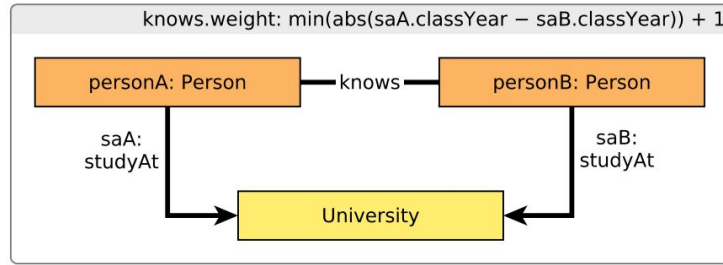 knows.weight: min(abs(saA.classYear − saB.classYear)) + 1
personA: Person
knows
personB: Person
saA:
studyAt
saB:
studyAt
University